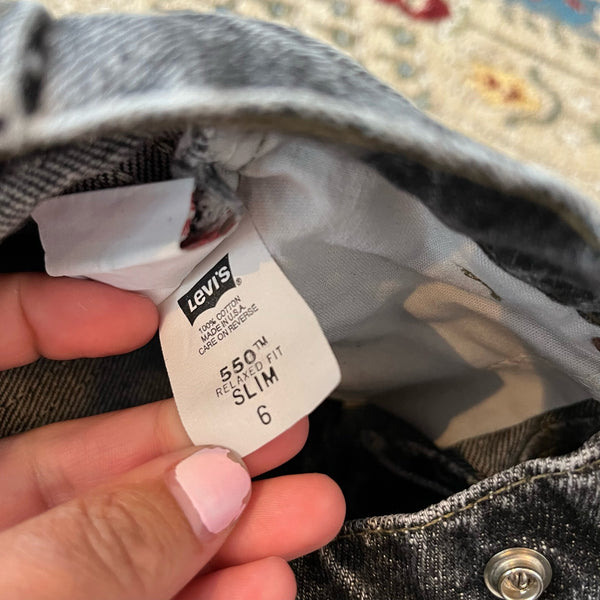 LEVI'S®
100% COTTON
MADE IN U.S.A.
CARE ON REVERSE
550™
RELAXED FIT
SLIM
6